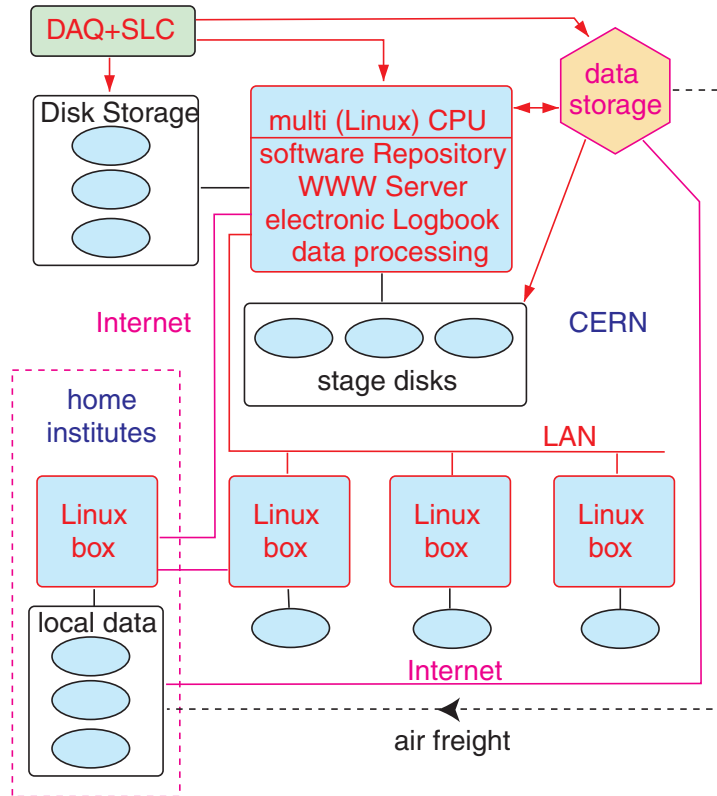 DAQ+SLC
data
storage
Disk Storage
multi (Linux) CPU
software Repository
WWW Server
electronic Logbook
data processing
Internet
CERN
stage disks
home
institutes
LAN
Linux
box
Linux
box
Linux
box
Linux
box
local data
Internet
air freight